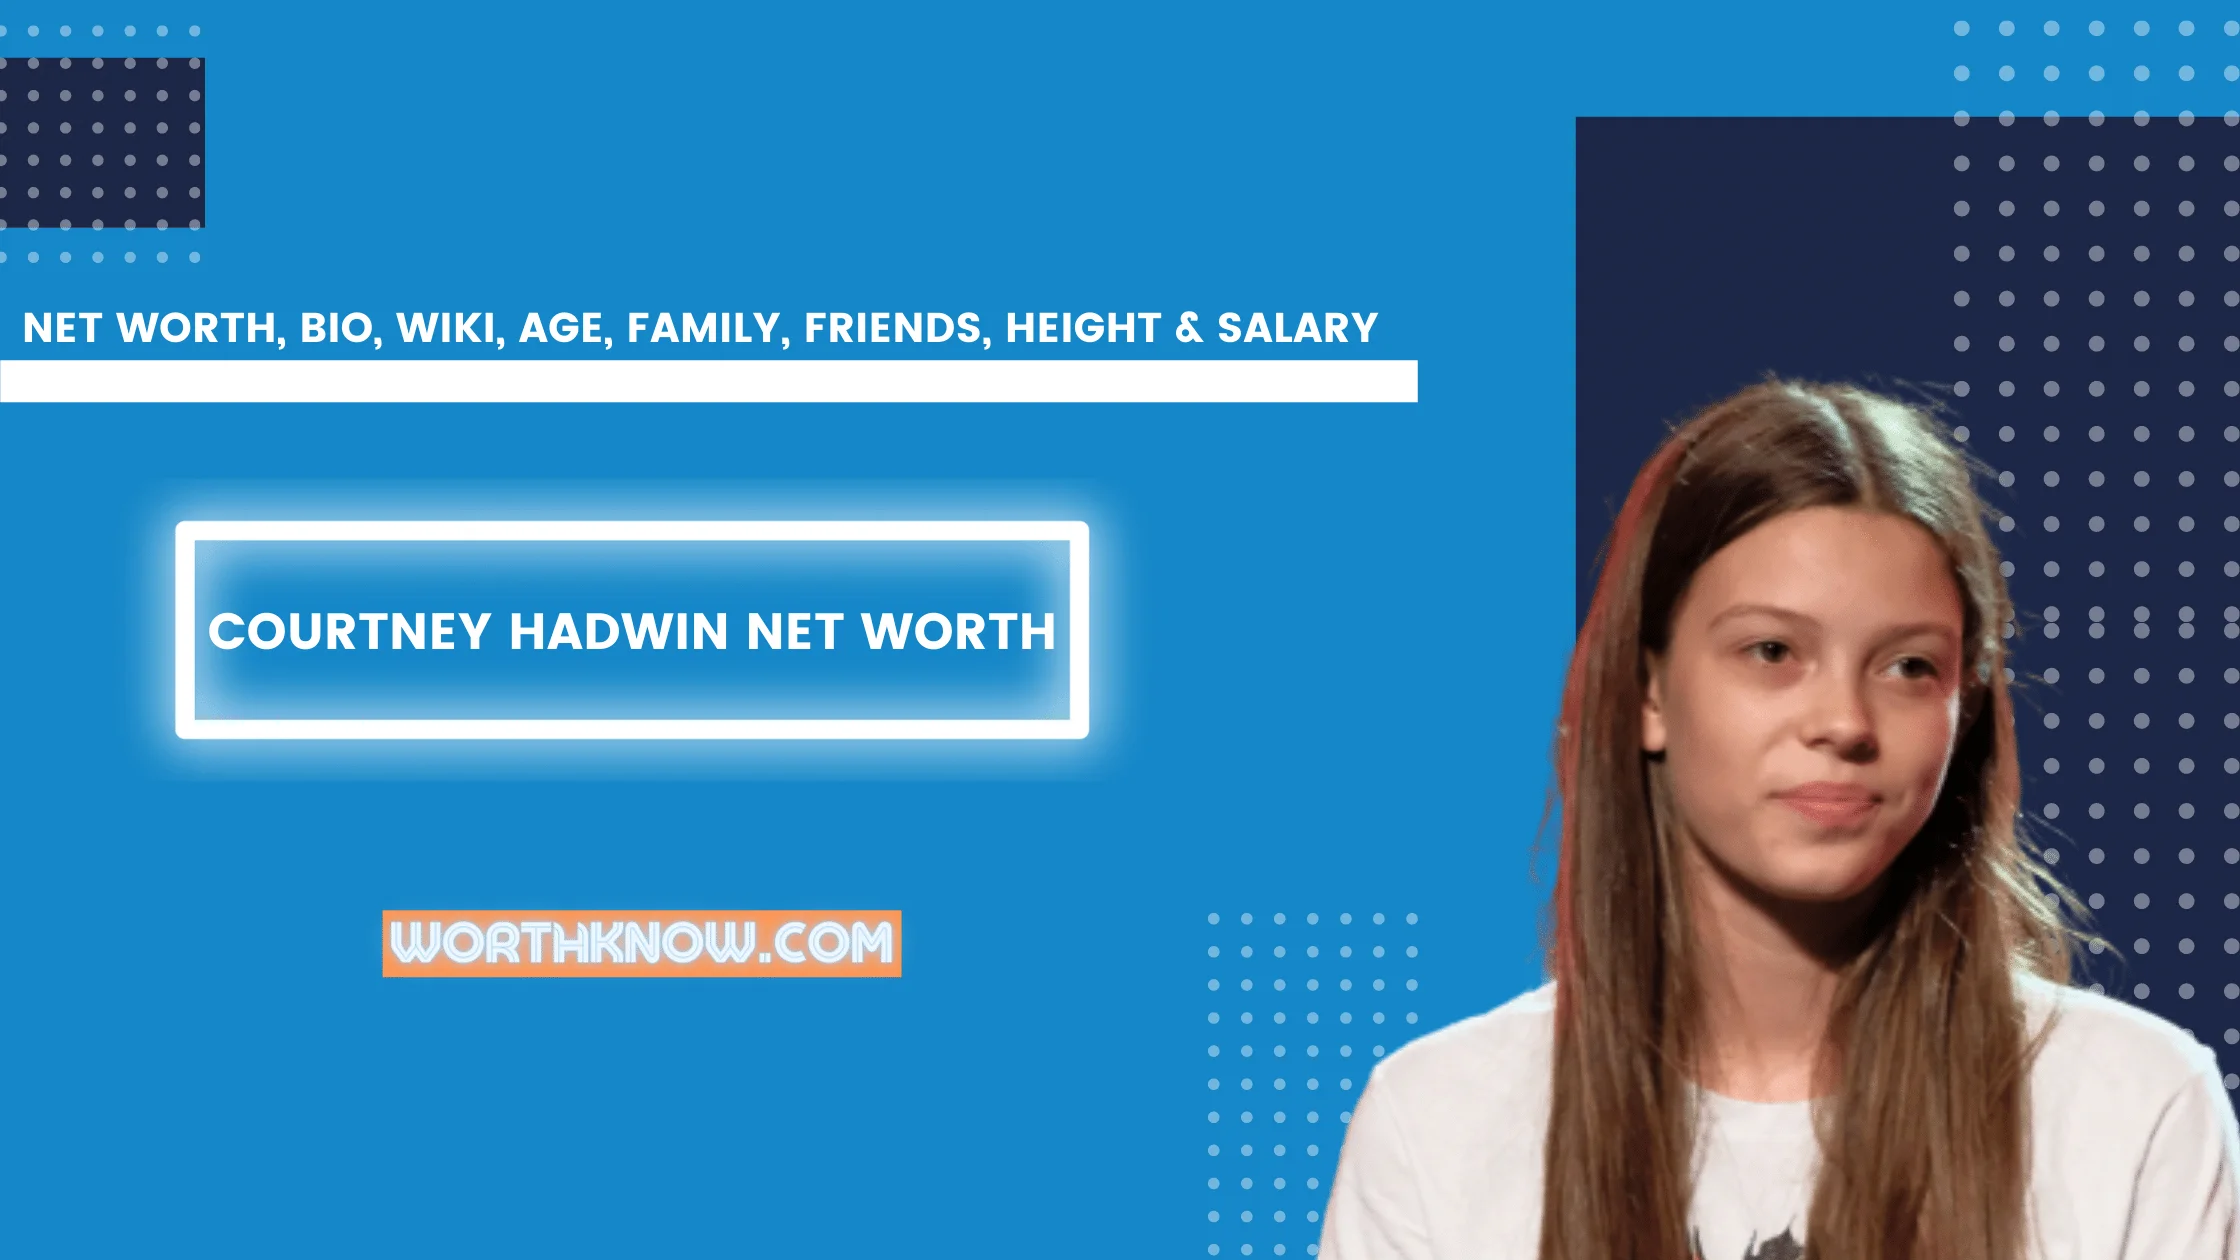 NET WORTH, BIO, WIKI, AGE, FAMILY, FRIENDS, HEIGHT & SALARY
COURTNEY HADWIN NET WORTH
WORTHKNOW.COM